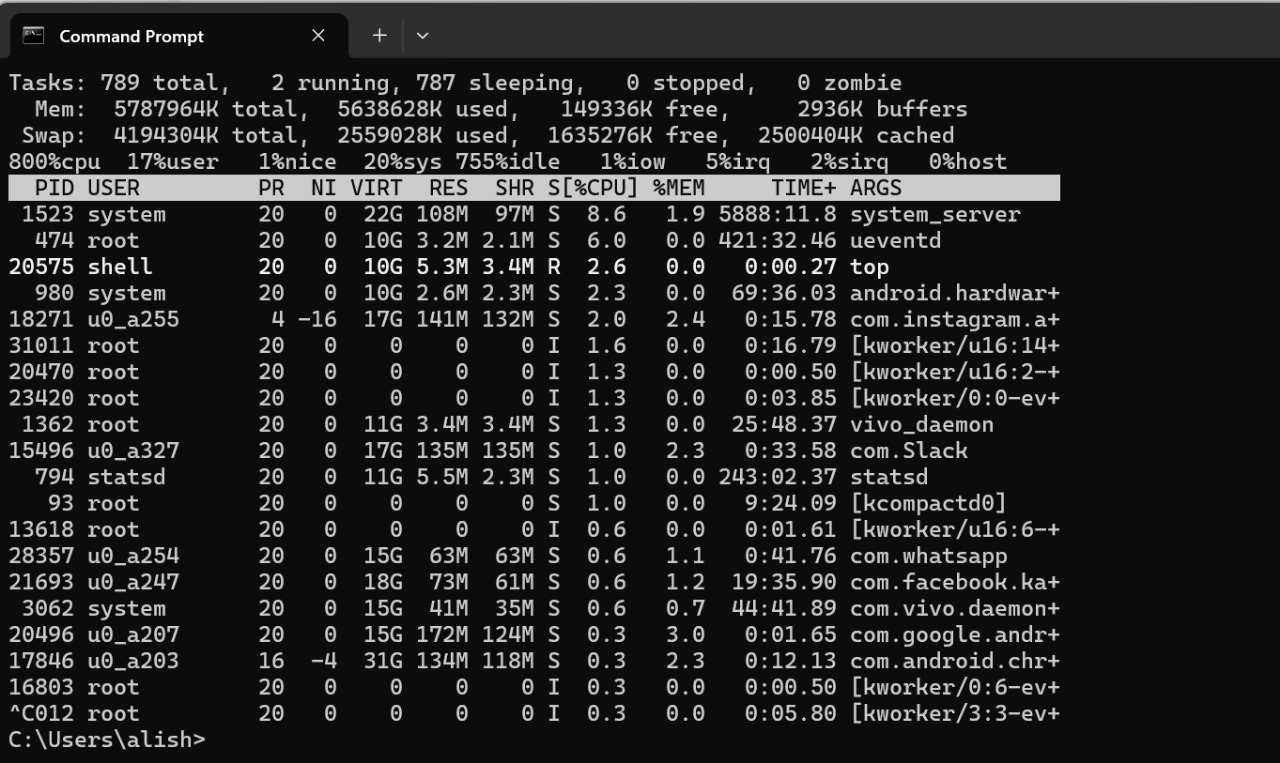 Command Prompt
Tasks: 789 total,   2 running, 787 sleeping,   0 stopped,   0 zombie
  Mem:  5787964K total,  5638628K used,   149336K free,     2936K buffers
 Swap:  4194304K total,  2559028K used,  1635276K free,  2500404K cached
800%cpu  17%user   1%nice  20%sys 755%idle   1%iow   5%irq   2%sirq   0%host
  PID USER         PR  NI VIRT  RES  SHR S[%CPU] %MEM     TIME+ ARGS
 1523 system       20   0  22G 108M  97M S  8.6   1.9 5888:11.8 system_server
  474 root         20   0  10G 3.2M 2.1M S  6.0   0.0 421:32.46 ueventd
20575 shell        20   0  10G 5.3M 3.4M R  2.6   0.0   0:00.27 top
  980 system       20   0  10G 2.6M 2.3M S  2.3   0.0  69:36.03 android.hardwar+
18271 u0_a255       4 -16  17G 141M 132M S  2.0   2.4   0:15.78 com.instagram.a+
31011 root         20   0    0    0    0 I  1.6   0.0   0:16.79 [kworker/u16:14+
20470 root         20   0    0    0    0 I  1.3   0.0   0:00.50 [kworker/u16:2-+
23420 root         20   0    0    0    0 I  1.3   0.0   0:03.85 [kworker/0:0-ev+
 1362 root         20   0  11G 3.4M 3.4M S  1.3   0.0  25:48.37 vivo_daemon
15496 u0_a327      20   0  17G 135M 135M S  1.0   2.3   0:33.58 com.Slack
  794 statsd       20   0  11G 5.5M 2.3M S  1.0   0.0 243:02.37 statsd
   93 root         20   0    0    0    0 S  1.0   0.0   9:24.09 [kcompactd0]
13618 root         20   0    0    0    0 I  0.6   0.0   0:01.61 [kworker/u16:6-+
28357 u0_a254      20   0  15G  63M  63M S  0.6   1.1   0:41.76 com.whatsapp
21693 u0_a247      20   0  18G  73M  61M S  0.6   1.2  19:35.90 com.facebook.ka+
 3062 system       20   0  15G  41M  35M S  0.6   0.7  44:41.89 com.vivo.daemon+
20496 u0_a207      20   0  15G 172M 124M S  0.3   3.0   0:01.65 com.google.andr+
17846 u0_a203      16  -4  31G 134M 118M S  0.3   2.3   0:12.13 com.android.chr+
16803 root         20   0    0    0    0 I  0.3   0.0   0:00.50 [kworker/0:6-ev+
^C012 root         20   0    0    0    0 I  0.3   0.0   0:05.80 [kworker/3:3-ev+
C:\Users\alish>